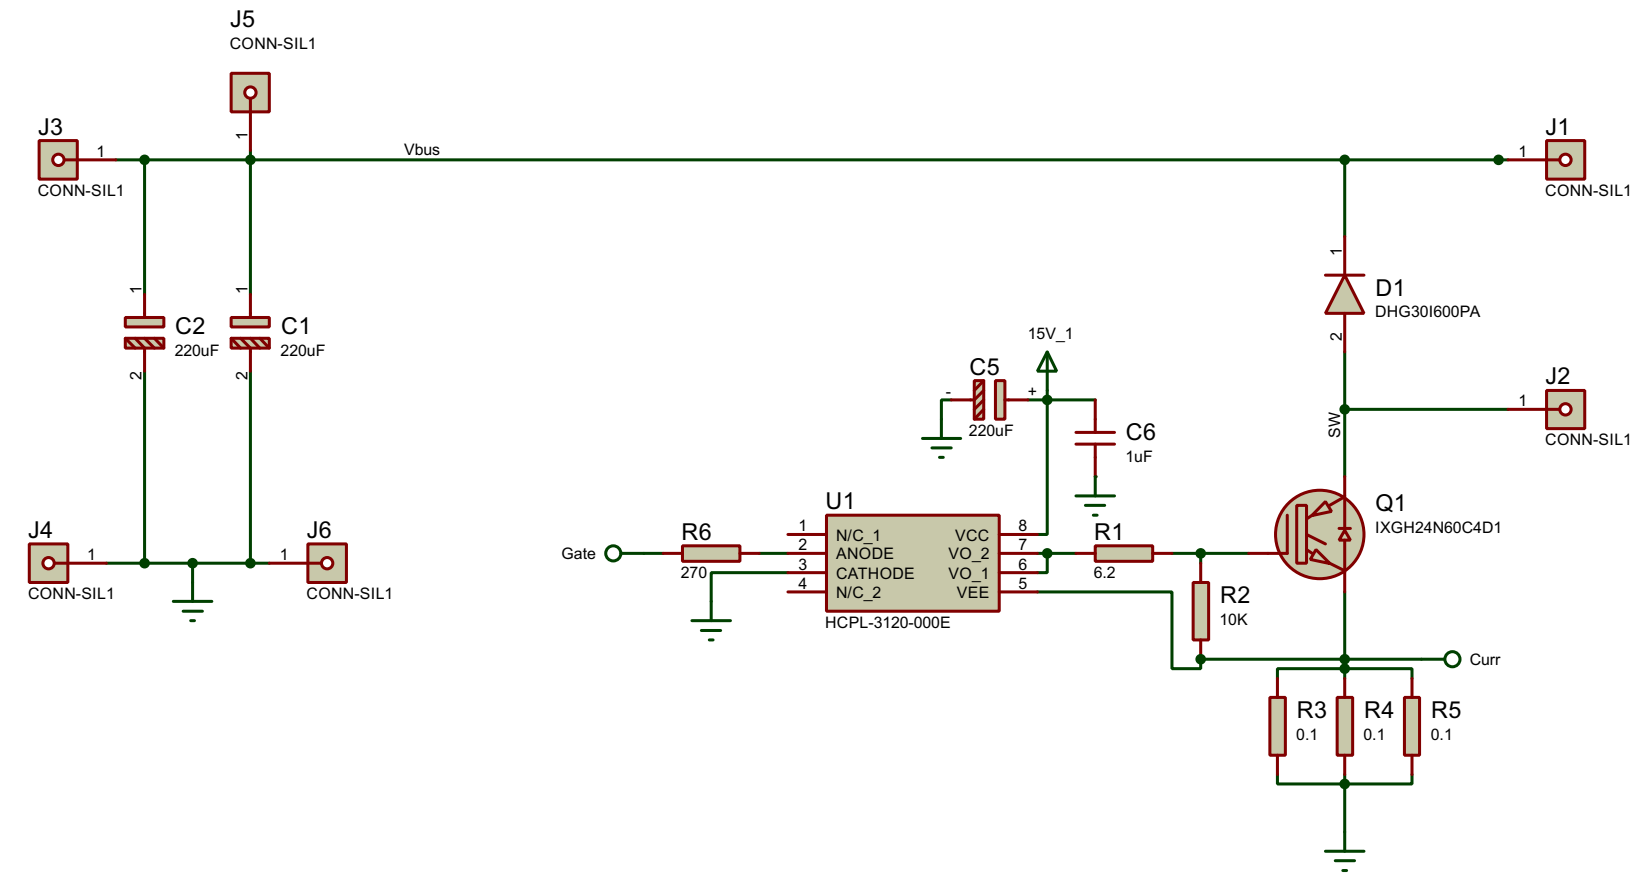 J5
CONN-SIL1
1
J3
1
CONN-SIL1
Vbus
J1
1
CONN-SIL1
1
C2
220uF
2
1
C1
220uF
2
1
D1
DHG30I600PA
2
15V_1
C5
- +
220uF
C6
1uF
J2
1
CONN-SIL1
SW
J4
1
CONN-SIL1
J6
1
CONN-SIL1
Gate
R6
270
U1
1 N/C_1 VCC 8
2 ANODE VO_2 7
3 CATHODE VO_1 6
4 N/C_2 VEE 5
HCPL-3120-000E
R1
6.2
R2
10K
Q1
IXGH24N60C4D1
Curr
R3
0.1
R4
0.1
R5
0.1